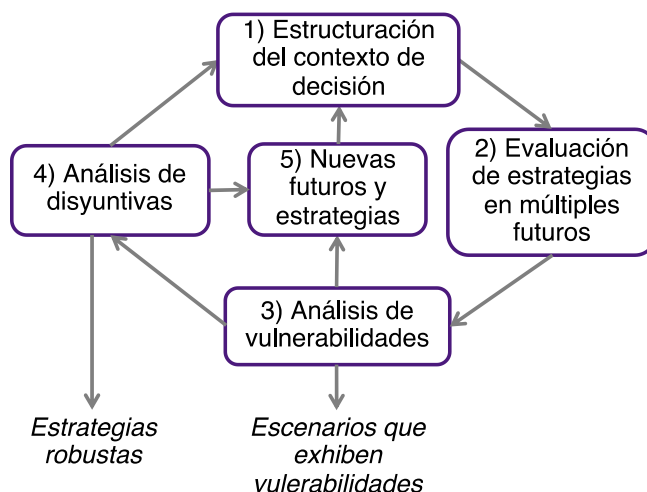 1) Estructuración
del contexto de
decisión
2) Evaluación
de estrategias
en múltiples
futuros
4) Análisis de
disyuntivas
5) Nuevas
futuros y
estrategias
3) Análisis de
vulnerabilidades
Estrategias
robustas
Escenarios que
exhiben
vulerabilidades